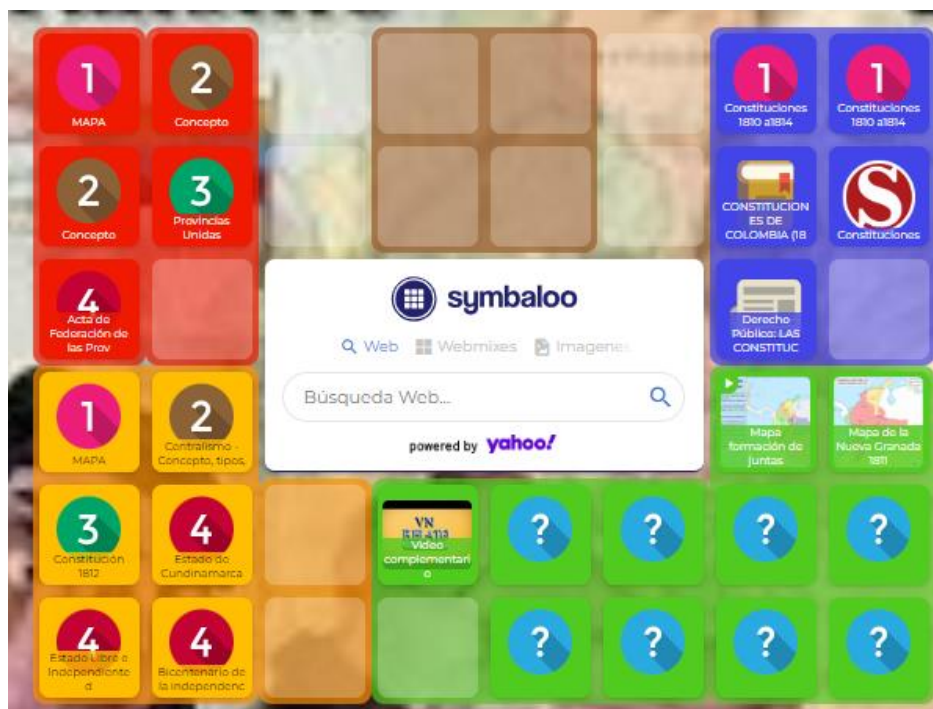 1
MAPA
2
Concepto
1
Constituciones
1810 a1814
1
Constituciones
1810 a1814
2
Concepto
3
Provincias
Unidas
CONSTITUCION
ES DE
COLOMBIA (18
S
Constituciones
4
Acta de
Federación de
las Prov
symbaloo
Web Webmixes Imagenes
Búsqueda Web...
powered by yahoo!
Derecho
Público: LAS
CONSTITUC
1
MAPA
2
Centralismo -
Concepto, tipos,
Mapa
formación de
juntas
Mapa de la
Nueva Granada
1811
3
Constitución
1812
4
Estado de
Cundinamarca
VN
Video
complementari
o
?
?
?
?
4
Estado Libre e
Independiente
d
4
Bicentenario de
la independenc
?
?
?
?